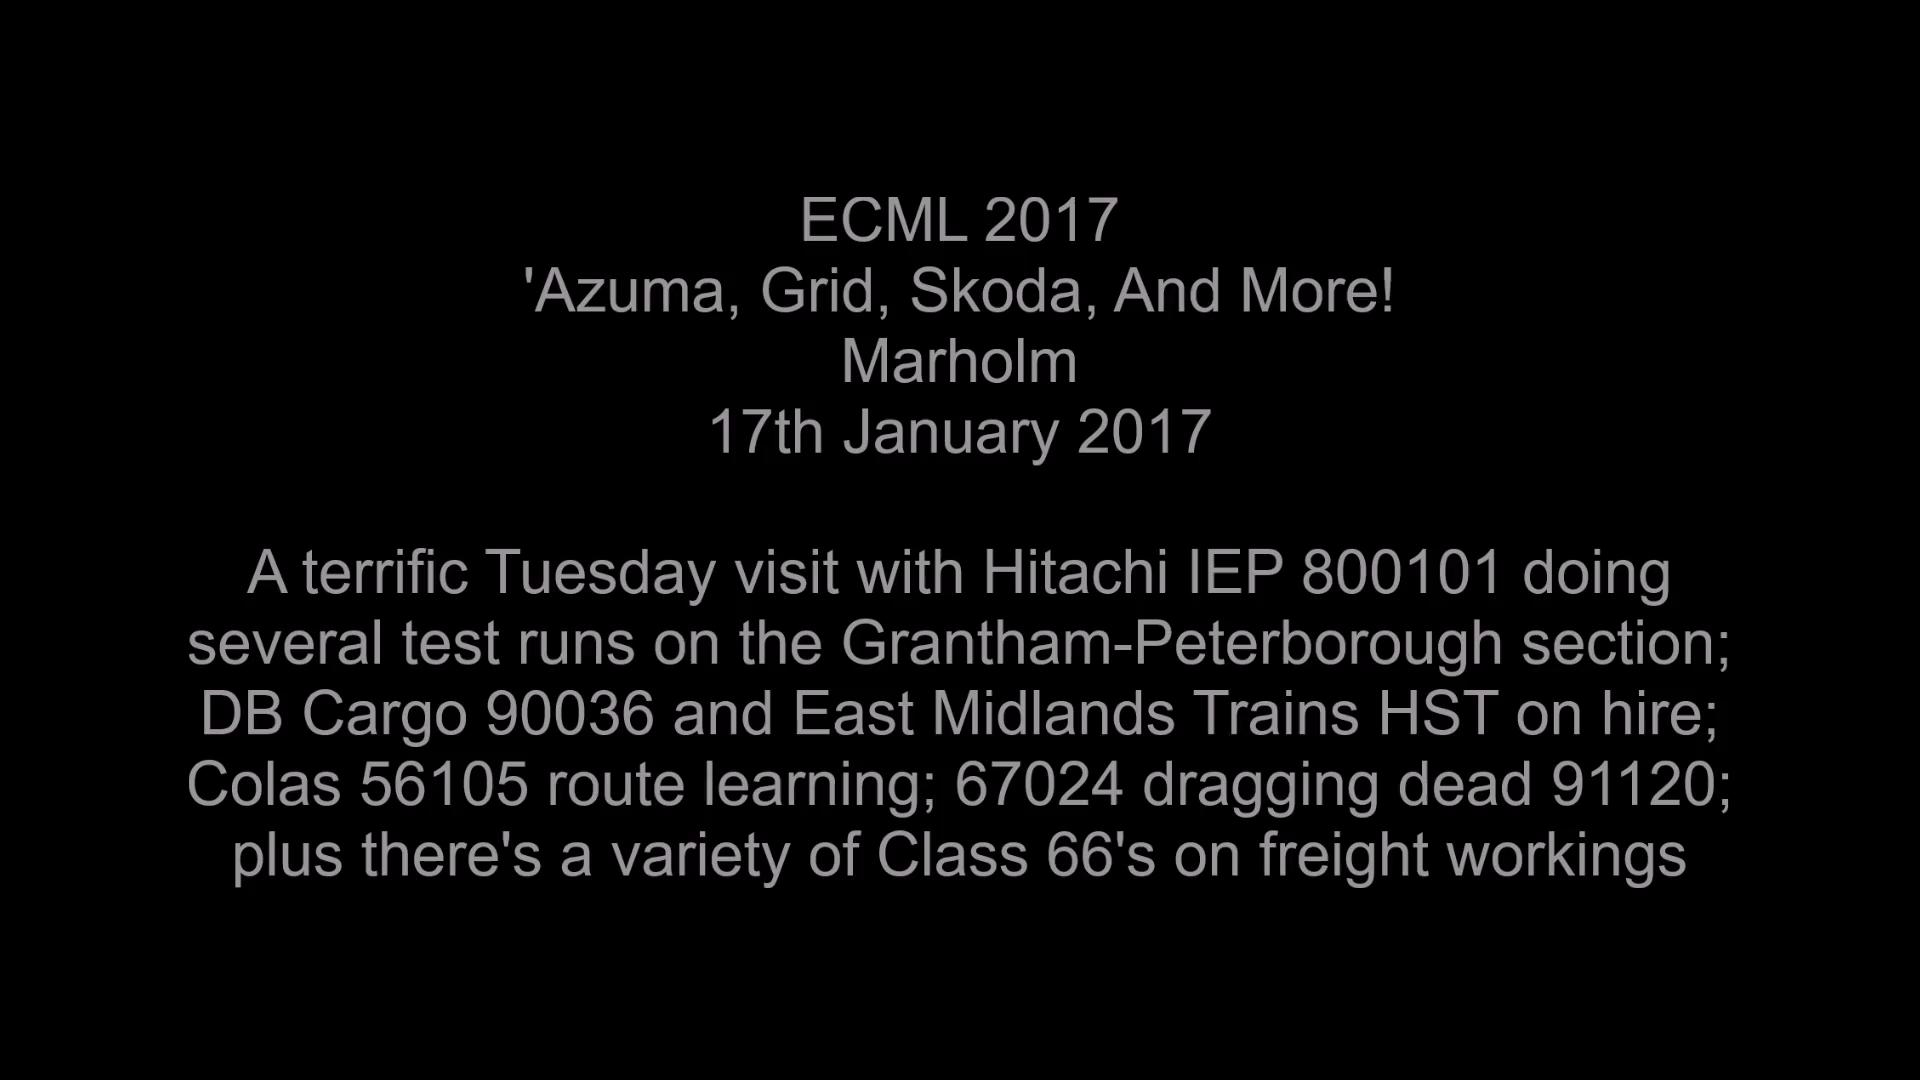 ECML 2017
'Azuma, Grid, Skoda, And More!
Marholm
17th January 2017
A terrific Tuesday visit with Hitachi IEP 800101 doing
several test runs on the Grantham-Peterborough section;
DB Cargo 90036 and East Midlands Trains HST on hire;
Colas 56105 route learning; 67024 dragging dead 91120;
plus there's a variety of Class 66's on freight workings